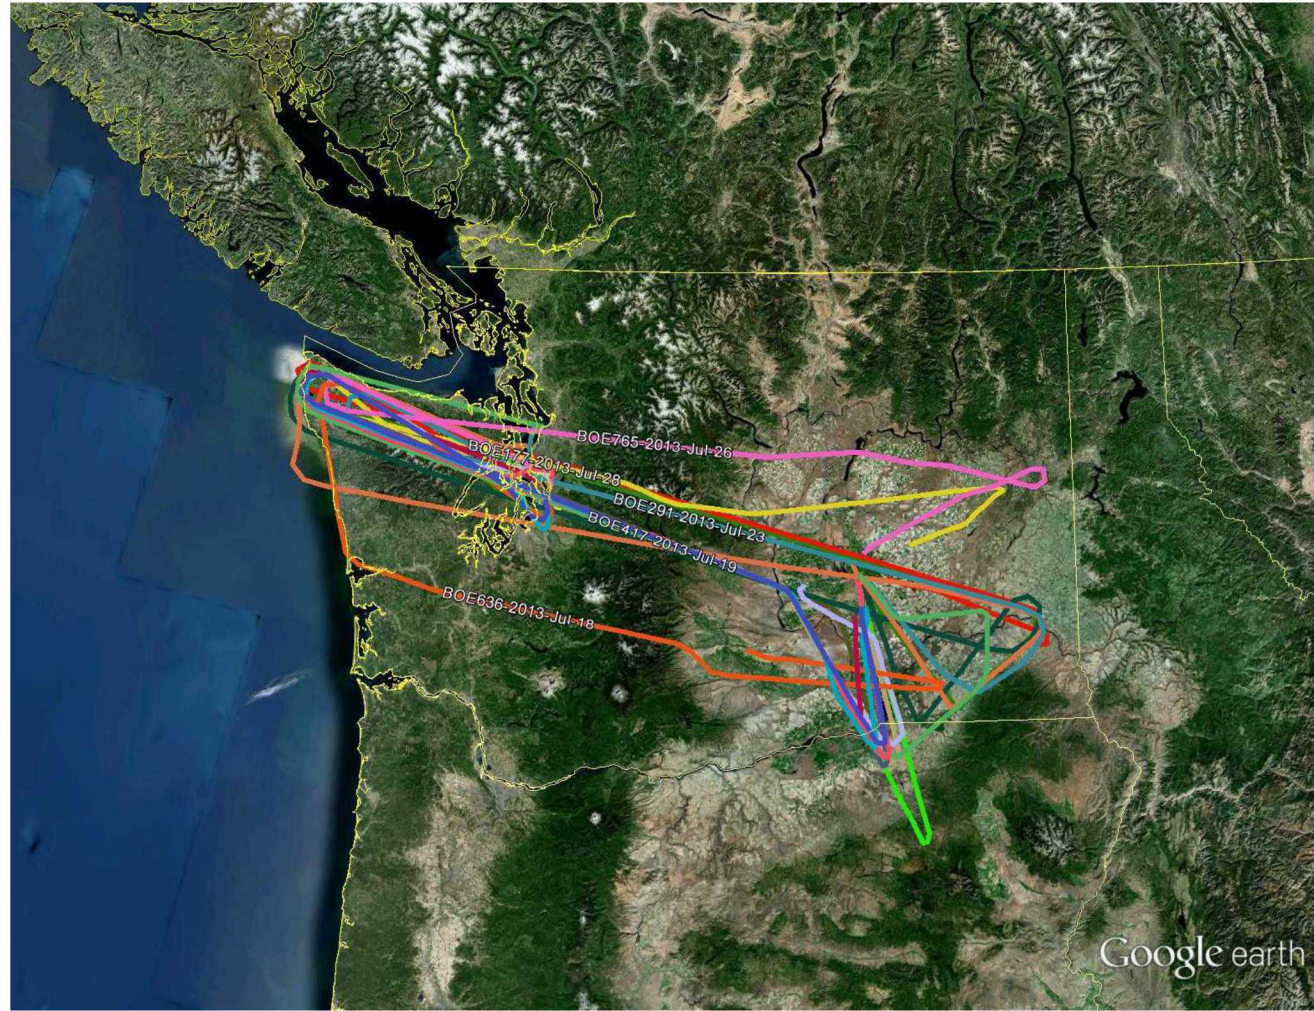 BOE765-2013-Jul-26
BOE177-2013-Jul-28
BOE291-2013-Jul-23
BOE417-2013-Jul-19
BOE636-2013-Jul-18
Google earth